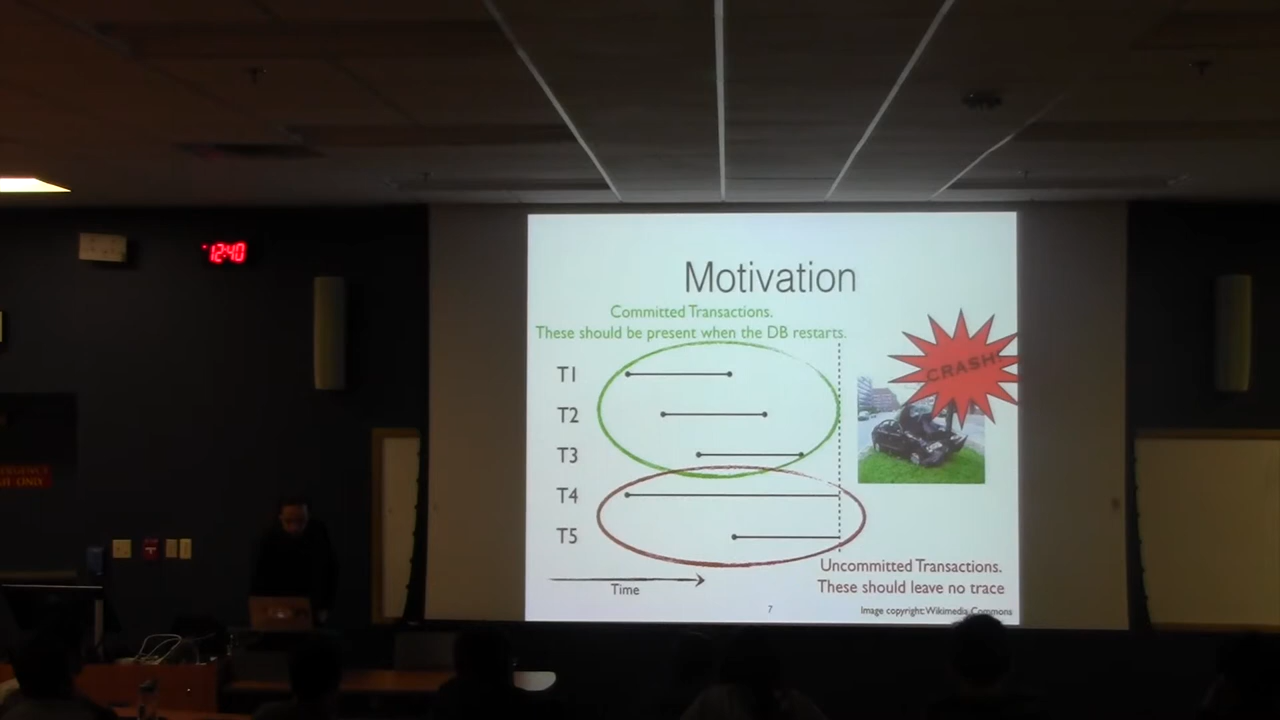 12:40
Motivation
Committed Transactions.
These should be present when the DB restarts.
CRASH!
T1
T2
T3
T4
T5
Time
Uncommitted Transactions.
These should leave no trace
7
Image copyright: Wikimedia Commons